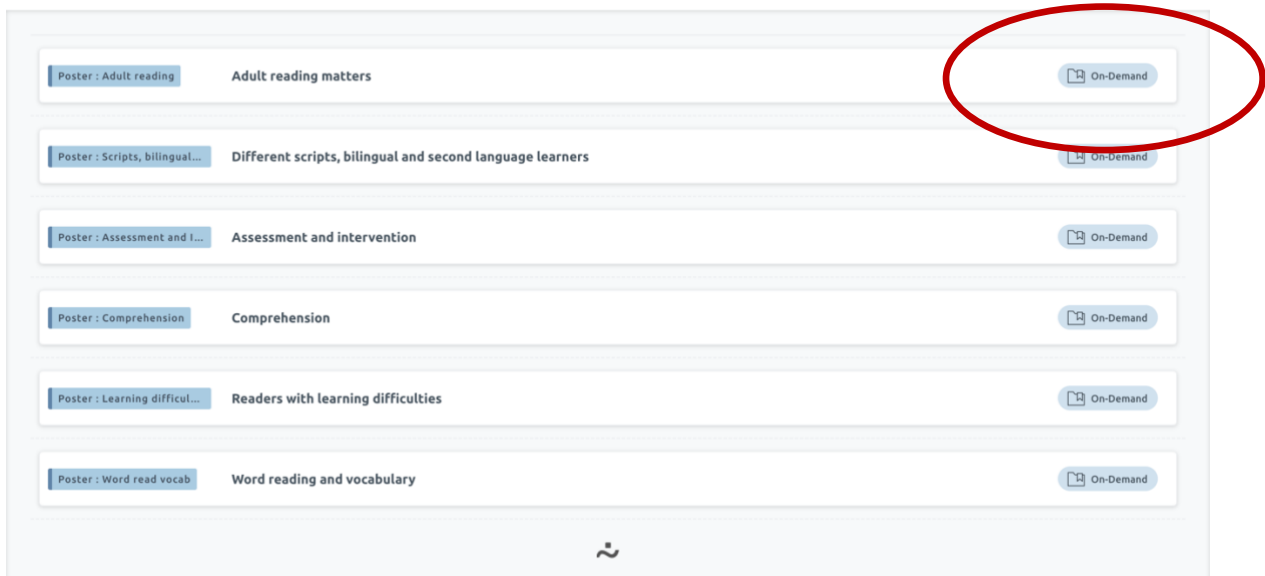 Poster : Adult reading Adult reading matters On-Demand
Poster : Scripts, bilingual... Different scripts, bilingual and second language learners On-Demand
Poster : Assessment and I... Assessment and intervention On-Demand
Poster : Comprehension Comprehension On-Demand
Poster : Learning difficul... Readers with learning difficulties On-Demand
Poster : Word read vocab Word reading and vocabulary On-Demand